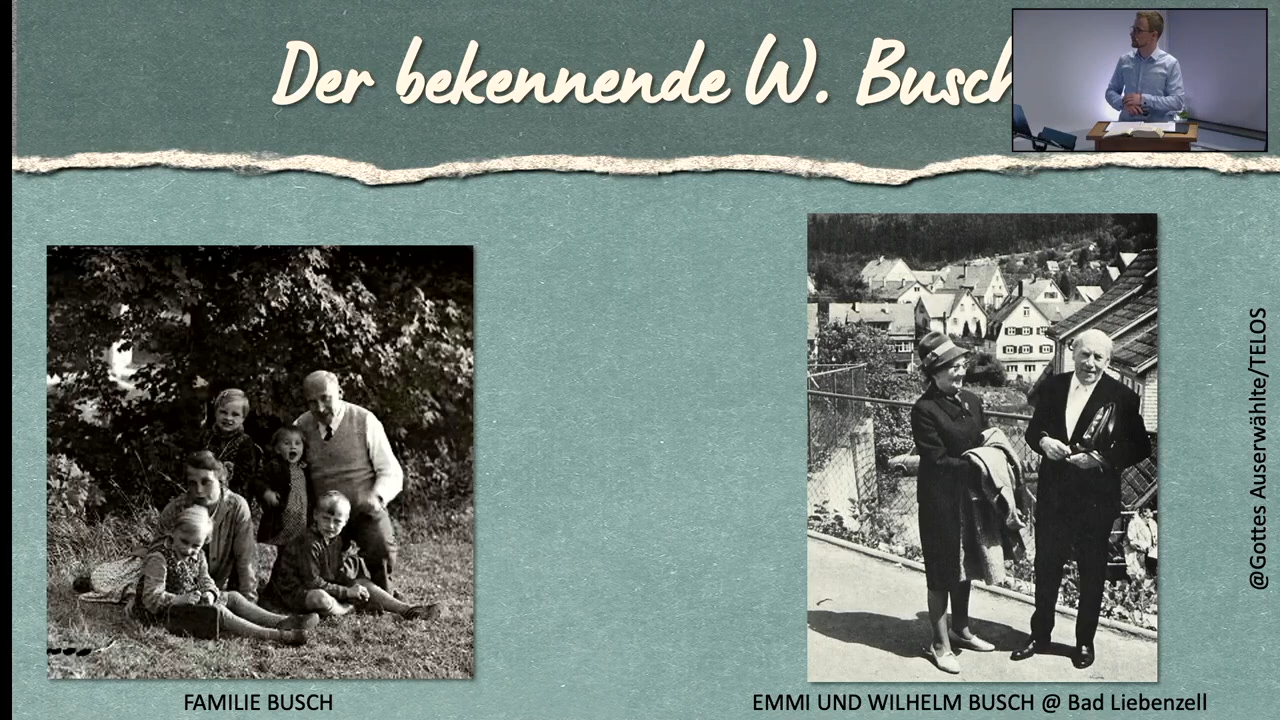 Der bekennende W. Busch
@Gottes Auserwählte/TELOS
FAMILIE BUSCH
EMMI UND WILHELM BUSCH @ Bad Liebenzell